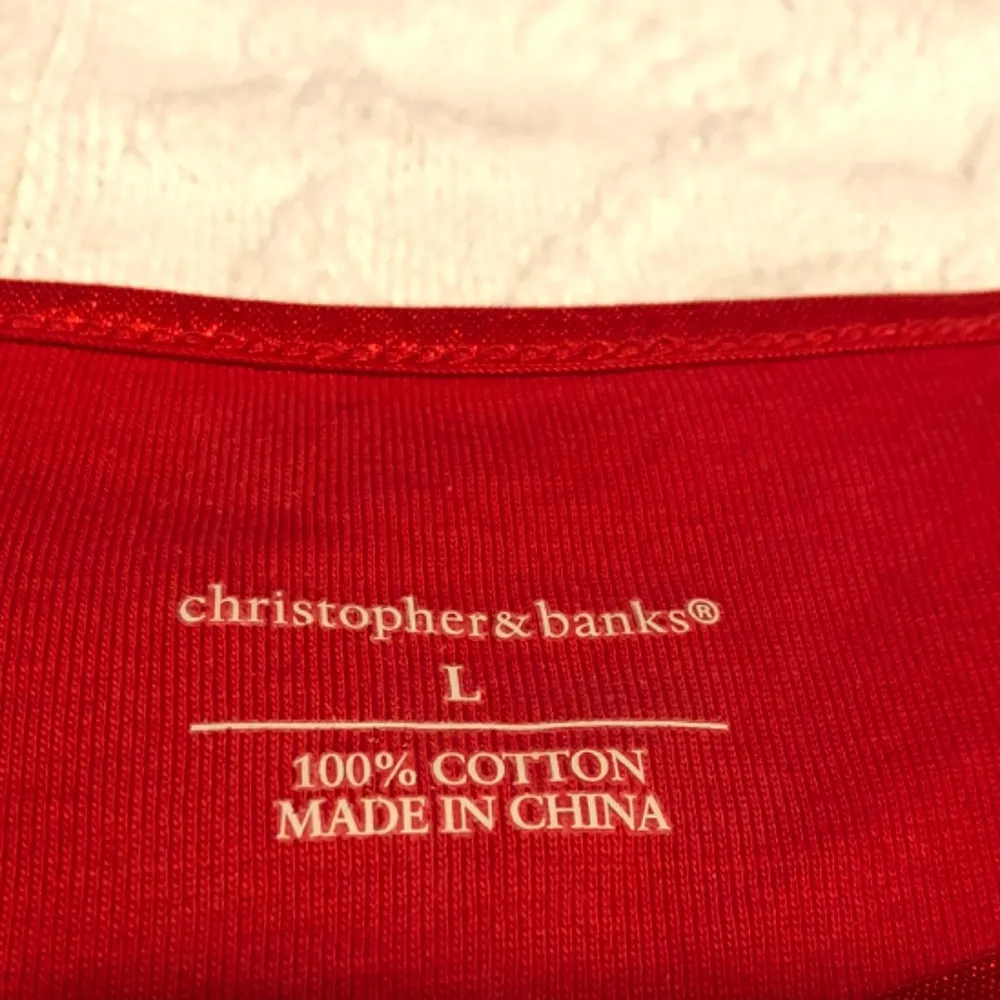 christopher&banks®
L
100% COTTON
MADE IN CHINA